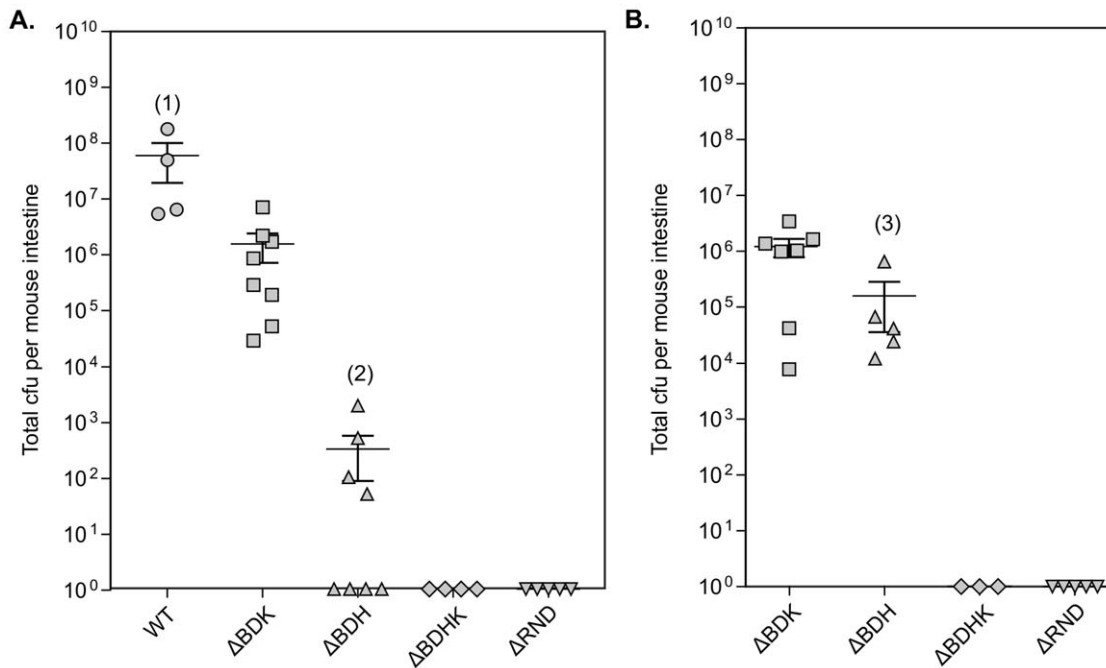 A.
Total cfu per mouse intestine
10^10
10^9
10^8
10^7
10^6
10^5
10^4
10^3
10^2
10^1
10^0
(1)
(2)
WT
ΔBDK
ΔBDH
ΔBDHK
ΔRND
B.
Total cfu per mouse intestine
10^10
10^9
10^8
10^7
10^6
10^5
10^4
10^3
10^2
10^1
10^0
(3)
ΔBDK
ΔBDH
ΔBDHK
ΔRND